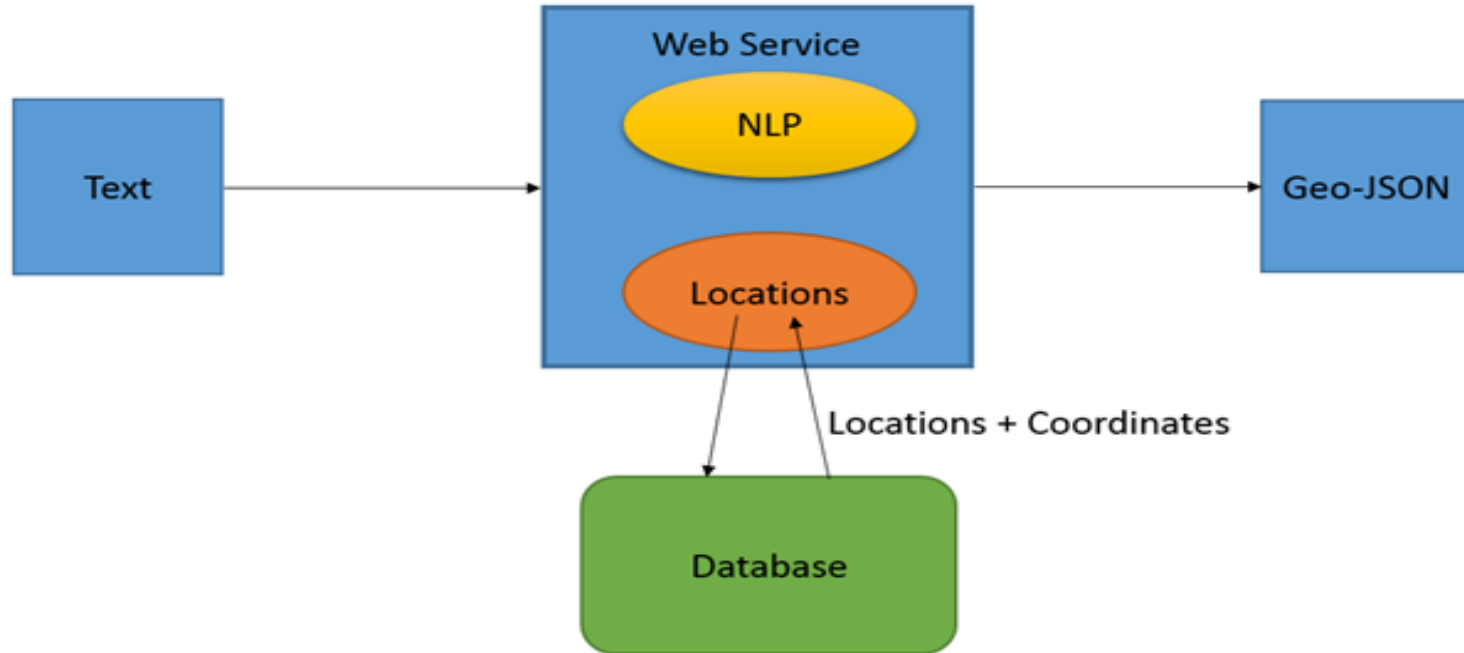 Web Service
NLP
Text
Geo-JSON
Locations
Locations + Coordinates
Database